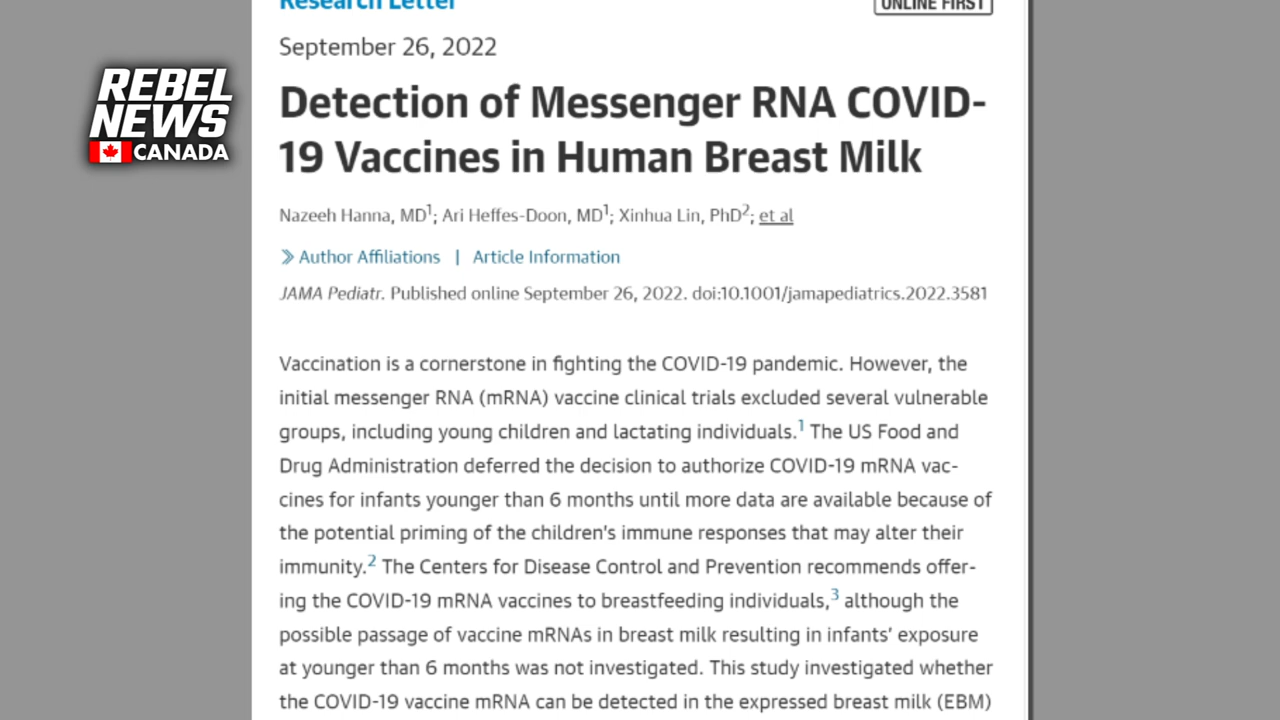 Research Letter
ONLINE FIRST
September 26, 2022
REBEL
NEWS
CANADA
Detection of Messenger RNA COVID-
19 Vaccines in Human Breast Milk
Nazeeh Hanna, MD1; Ari Heffes-Doon, MD1; Xinhua Lin, PhD2; et al
» Author Affiliations | Article Information
JAMA Pediatr. Published online September 26, 2022. doi:10.1001/jamapediatrics.2022.3581
Vaccination is a cornerstone in fighting the COVID-19 pandemic. However, the
initial messenger RNA (mRNA) vaccine clinical trials excluded several vulnerable
groups, including young children and lactating individuals.1 The US Food and
Drug Administration deferred the decision to authorize COVID-19 mRNA vac-
cines for infants younger than 6 months until more data are available because of
the potential priming of the children's immune responses that may alter their
immunity.2 The Centers for Disease Control and Prevention recommends offer-
ing the COVID-19 mRNA vaccines to breastfeeding individuals,3 although the
possible passage of vaccine mRNAs in breast milk resulting in infants' exposure
at younger than 6 months was not investigated. This study investigated whether
the COVID-19 vaccine mRNA can be detected in the expressed breast milk (EBM)